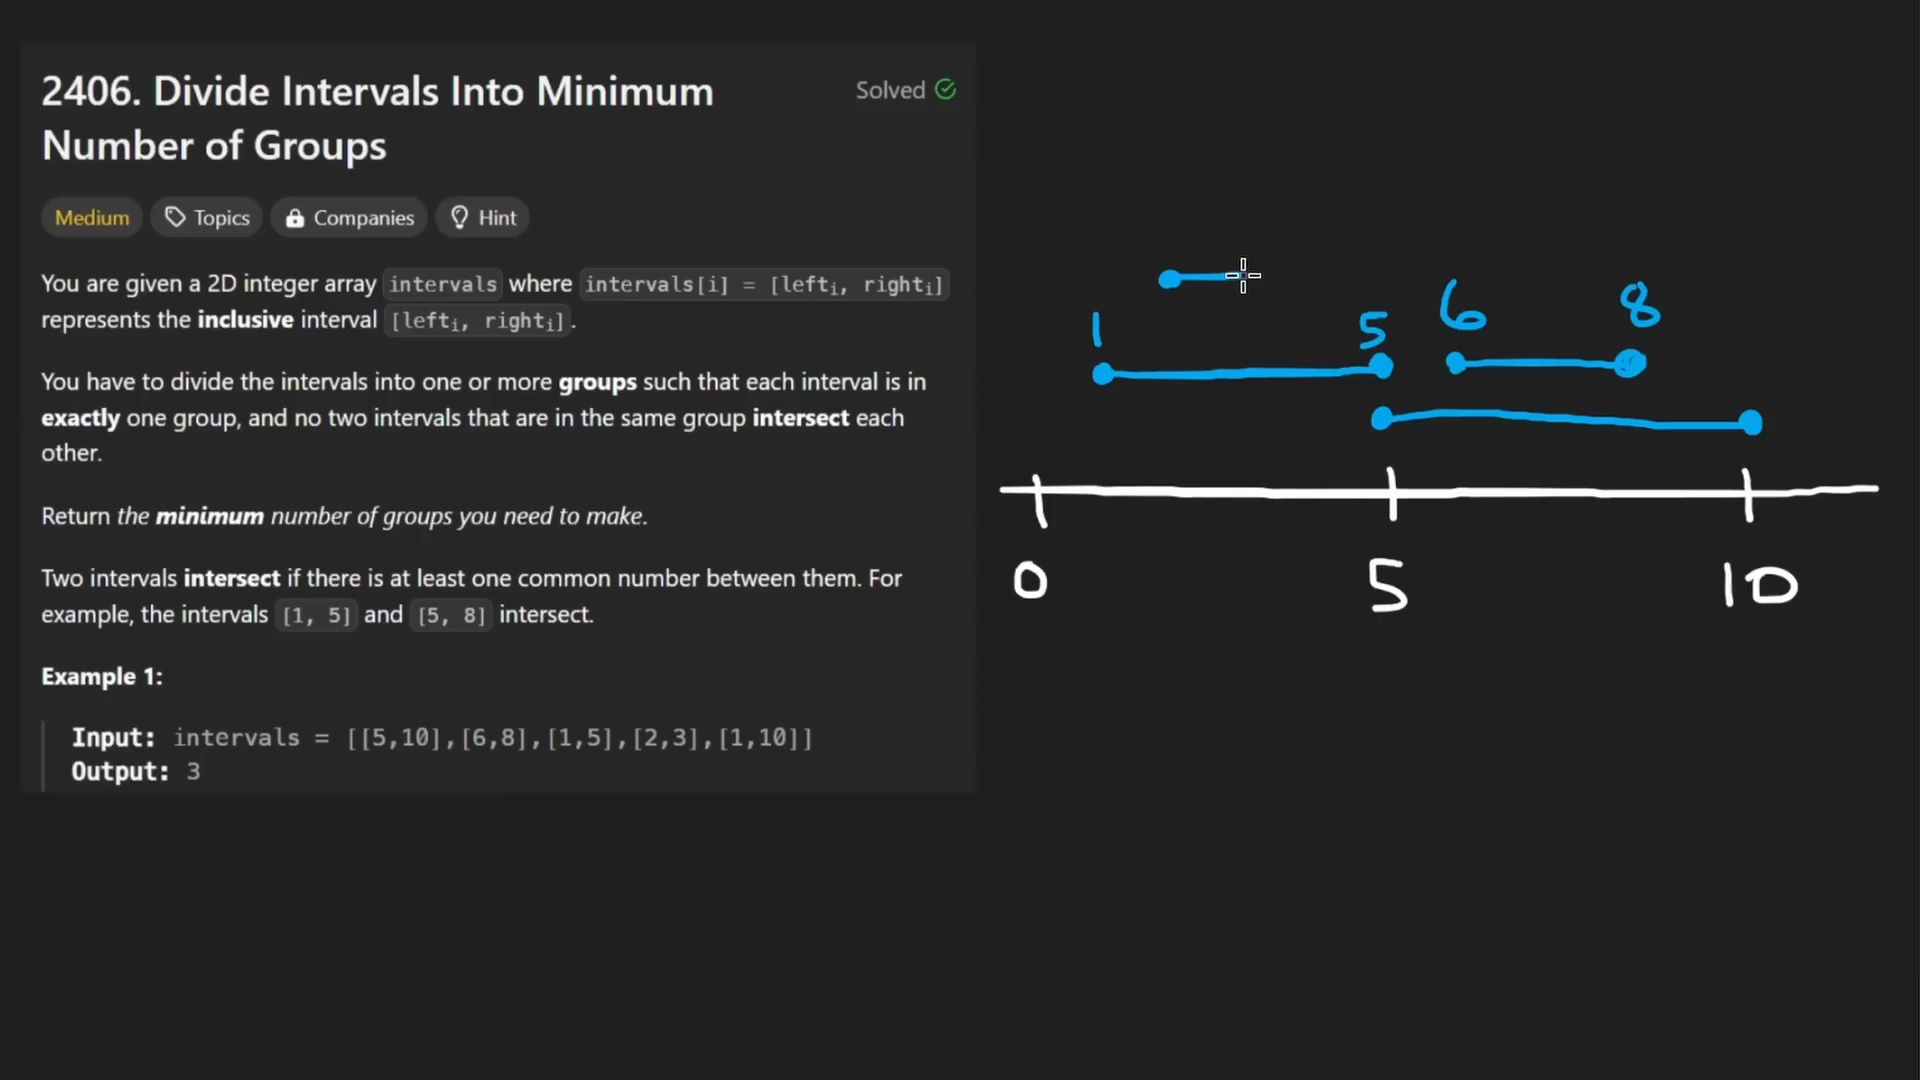 2406. Divide Intervals Into Minimum
Number of Groups
Solved
Medium Topics Companies Hint
You are given a 2D integer array intervals where intervals[i] = [lefti, righti]
represents the inclusive interval [lefti, righti].
You have to divide the intervals into one or more groups such that each interval is in
exactly one group, and no two intervals that are in the same group intersect each
other.
Return the minimum number of groups you need to make.
Two intervals intersect if there is at least one common number between them. For
example, the intervals [1, 5] and [5, 8] intersect.
Example 1:
Input: intervals = [[5,10],[6,8],[1,5],[2,3],[1,10]]
Output: 3
1 5 6 8
0 5 10